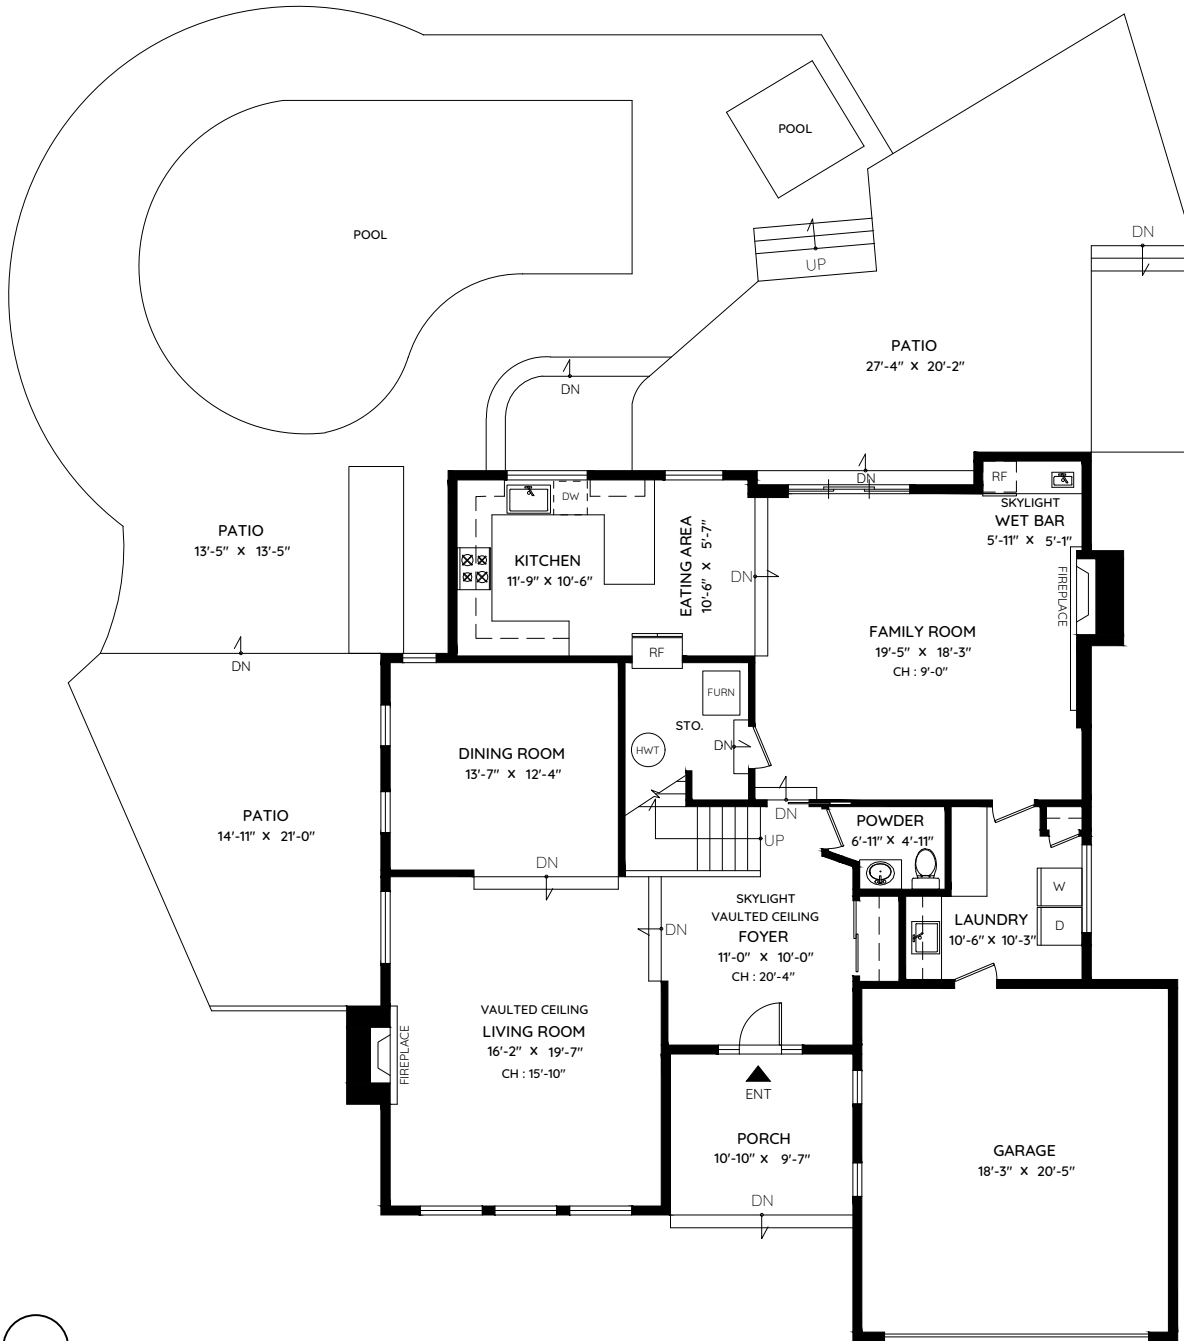 POOL
POOL
DN
UP
PATIO
27'-4" X 20'-2"
DN
DN
RF
SKYLIGHT
WET BAR
5'-11" X 5'-1"
DW
PATIO
13'-5" X 13'-5"
KITCHEN
11'-9" X 10'-6"
EATING AREA
10'-6" X 5'-7"
DN
FIREPLACE
FAMILY ROOM
19'-5" X 18'-3"
CH : 9'-0"
DN
RF
FURN
STO.
HWT
DN
DINING ROOM
13'-7" X 12'-4"
PATIO
14'-11" X 21'-0"
DN
UP
POWDER
6'-11" X 4'-11"
DN
W
D
LAUNDRY
10'-6" X 10'-3"
SKYLIGHT
VAULTED CEILING
FOYER
11'-0" X 10'-0"
CH : 20'-4"
DN
VAULTED CEILING
LIVING ROOM
16'-2" X 19'-7"
CH : 15'-10"
FIREPLACE
ENT
PORCH
10'-10" X 9'-7"
DN
GARAGE
18'-3" X 20'-5"